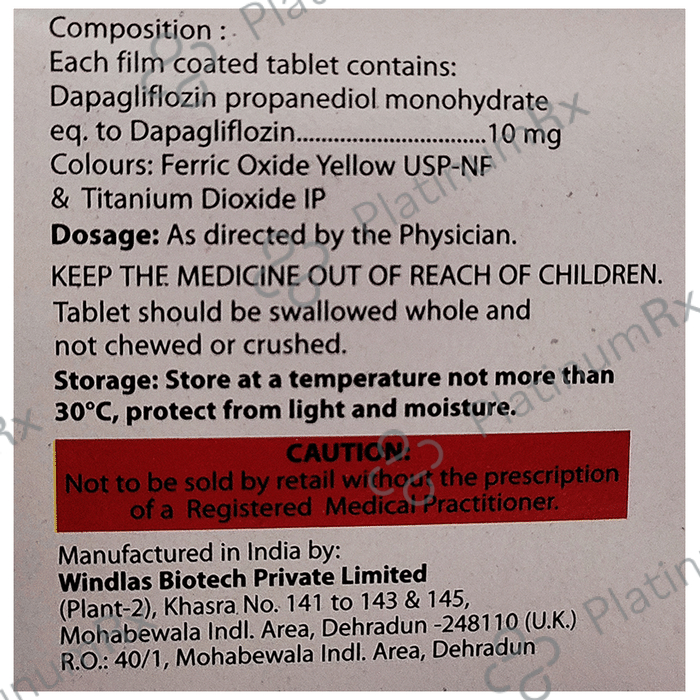 Composition :
Each film coated tablet contains:
Dapagliflozin propanediol monohydrate
eq. to Dapagliflozin..............................10 mg
Colours: Ferric Oxide Yellow USP-NF
& Titanium Dioxide IP
Dosage: As directed by the Physician.
KEEP THE MEDICINE OUT OF REACH OF CHILDREN.
Tablet should be swallowed whole and
not chewed or crushed.
Storage: Store at a temperature not more than
30°C, protect from light and moisture.
CAUTION:
Not to be sold by retail without the prescription
of a Registered Medical Practitioner.
Manufactured in India by:
Windlas Biotech Private Limited
(Plant-2), Khasra No. 141 to 143 & 145,
Mohabewala Indl. Area, Dehradun -248110 (U.K.)
R.O.: 40/1, Mohabewala Indl. Area, Dehradun
PlatinumRx
PlatinumRx
PlatinumRx